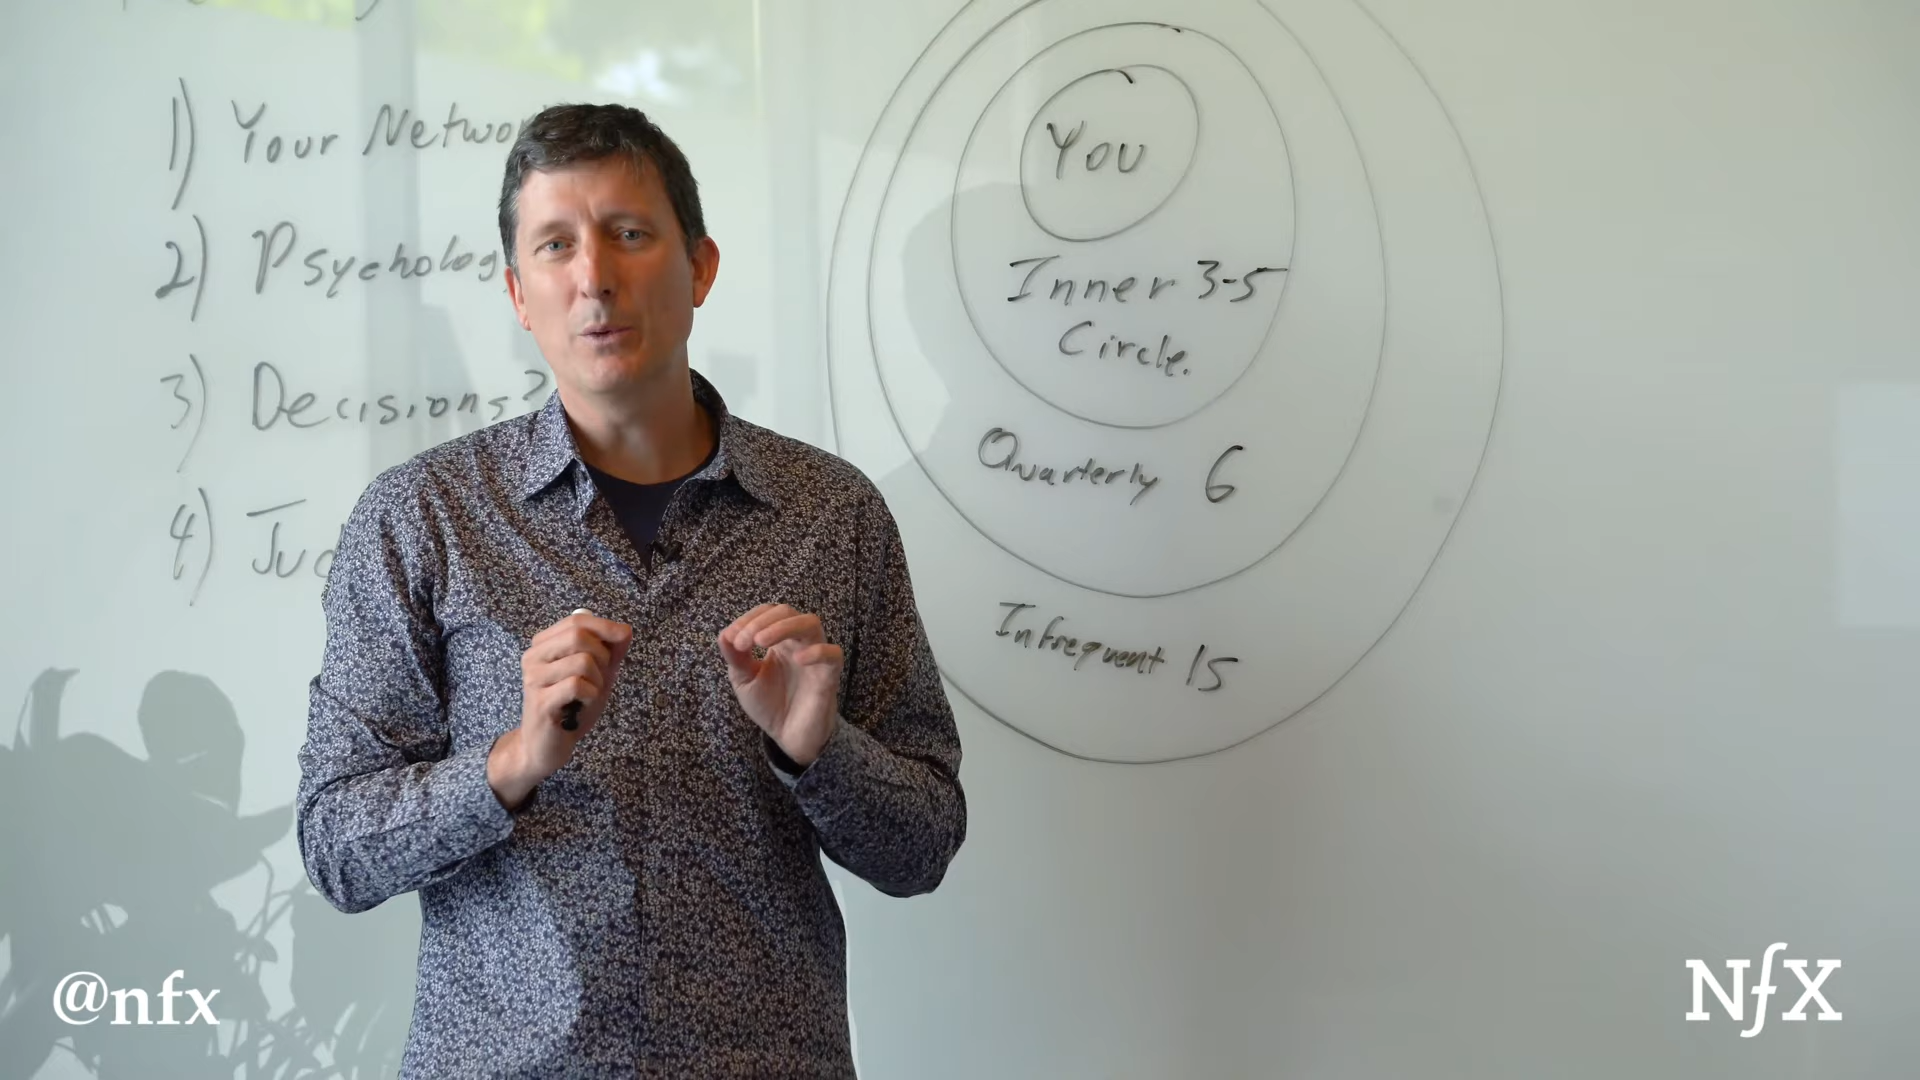 1) Your Netwo
2) Psycholog
3) Decisions?
4) Jud
You
Inner 3-5
Circle.
Quarterly 6
Infrequent 15
@nfx
NfX